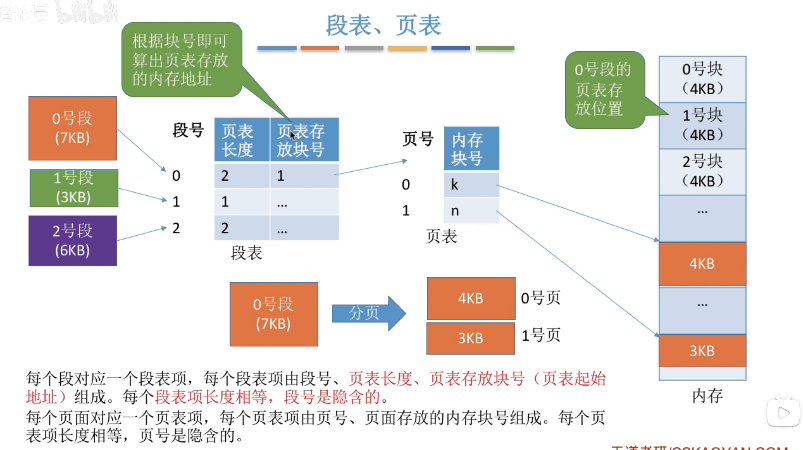 bilibili
段表、页表
根据块号即可
算出页表存放
的内存地址
0号段
(7KB)
1号段
(3KB)
2号段
(6KB)
段号
页表
长度
页表存
放块号
0
2
1
1
1
...
2
2
...
段表
页号
内存
块号
0
k
1
n
页表
0号段的
页表存
放位置
0号块
（4KB）
1号块
（4KB）
2号块
（4KB）
...
4KB
...
3KB
内存
0号段
(7KB)
分页
4KB
0号页
3KB
1号页
每个段对应一个段表项，每个段表项由段号、页表长度、页表存放块号（页表起始
地址）组成。每个段表项长度相等，段号是隐含的。
每个页面对应一个页表项，每个页表项由页号、页面存放的内存块号组成。每个页
表项长度相等，页号是隐含的。
王道考研/CSKAOYAN.COM